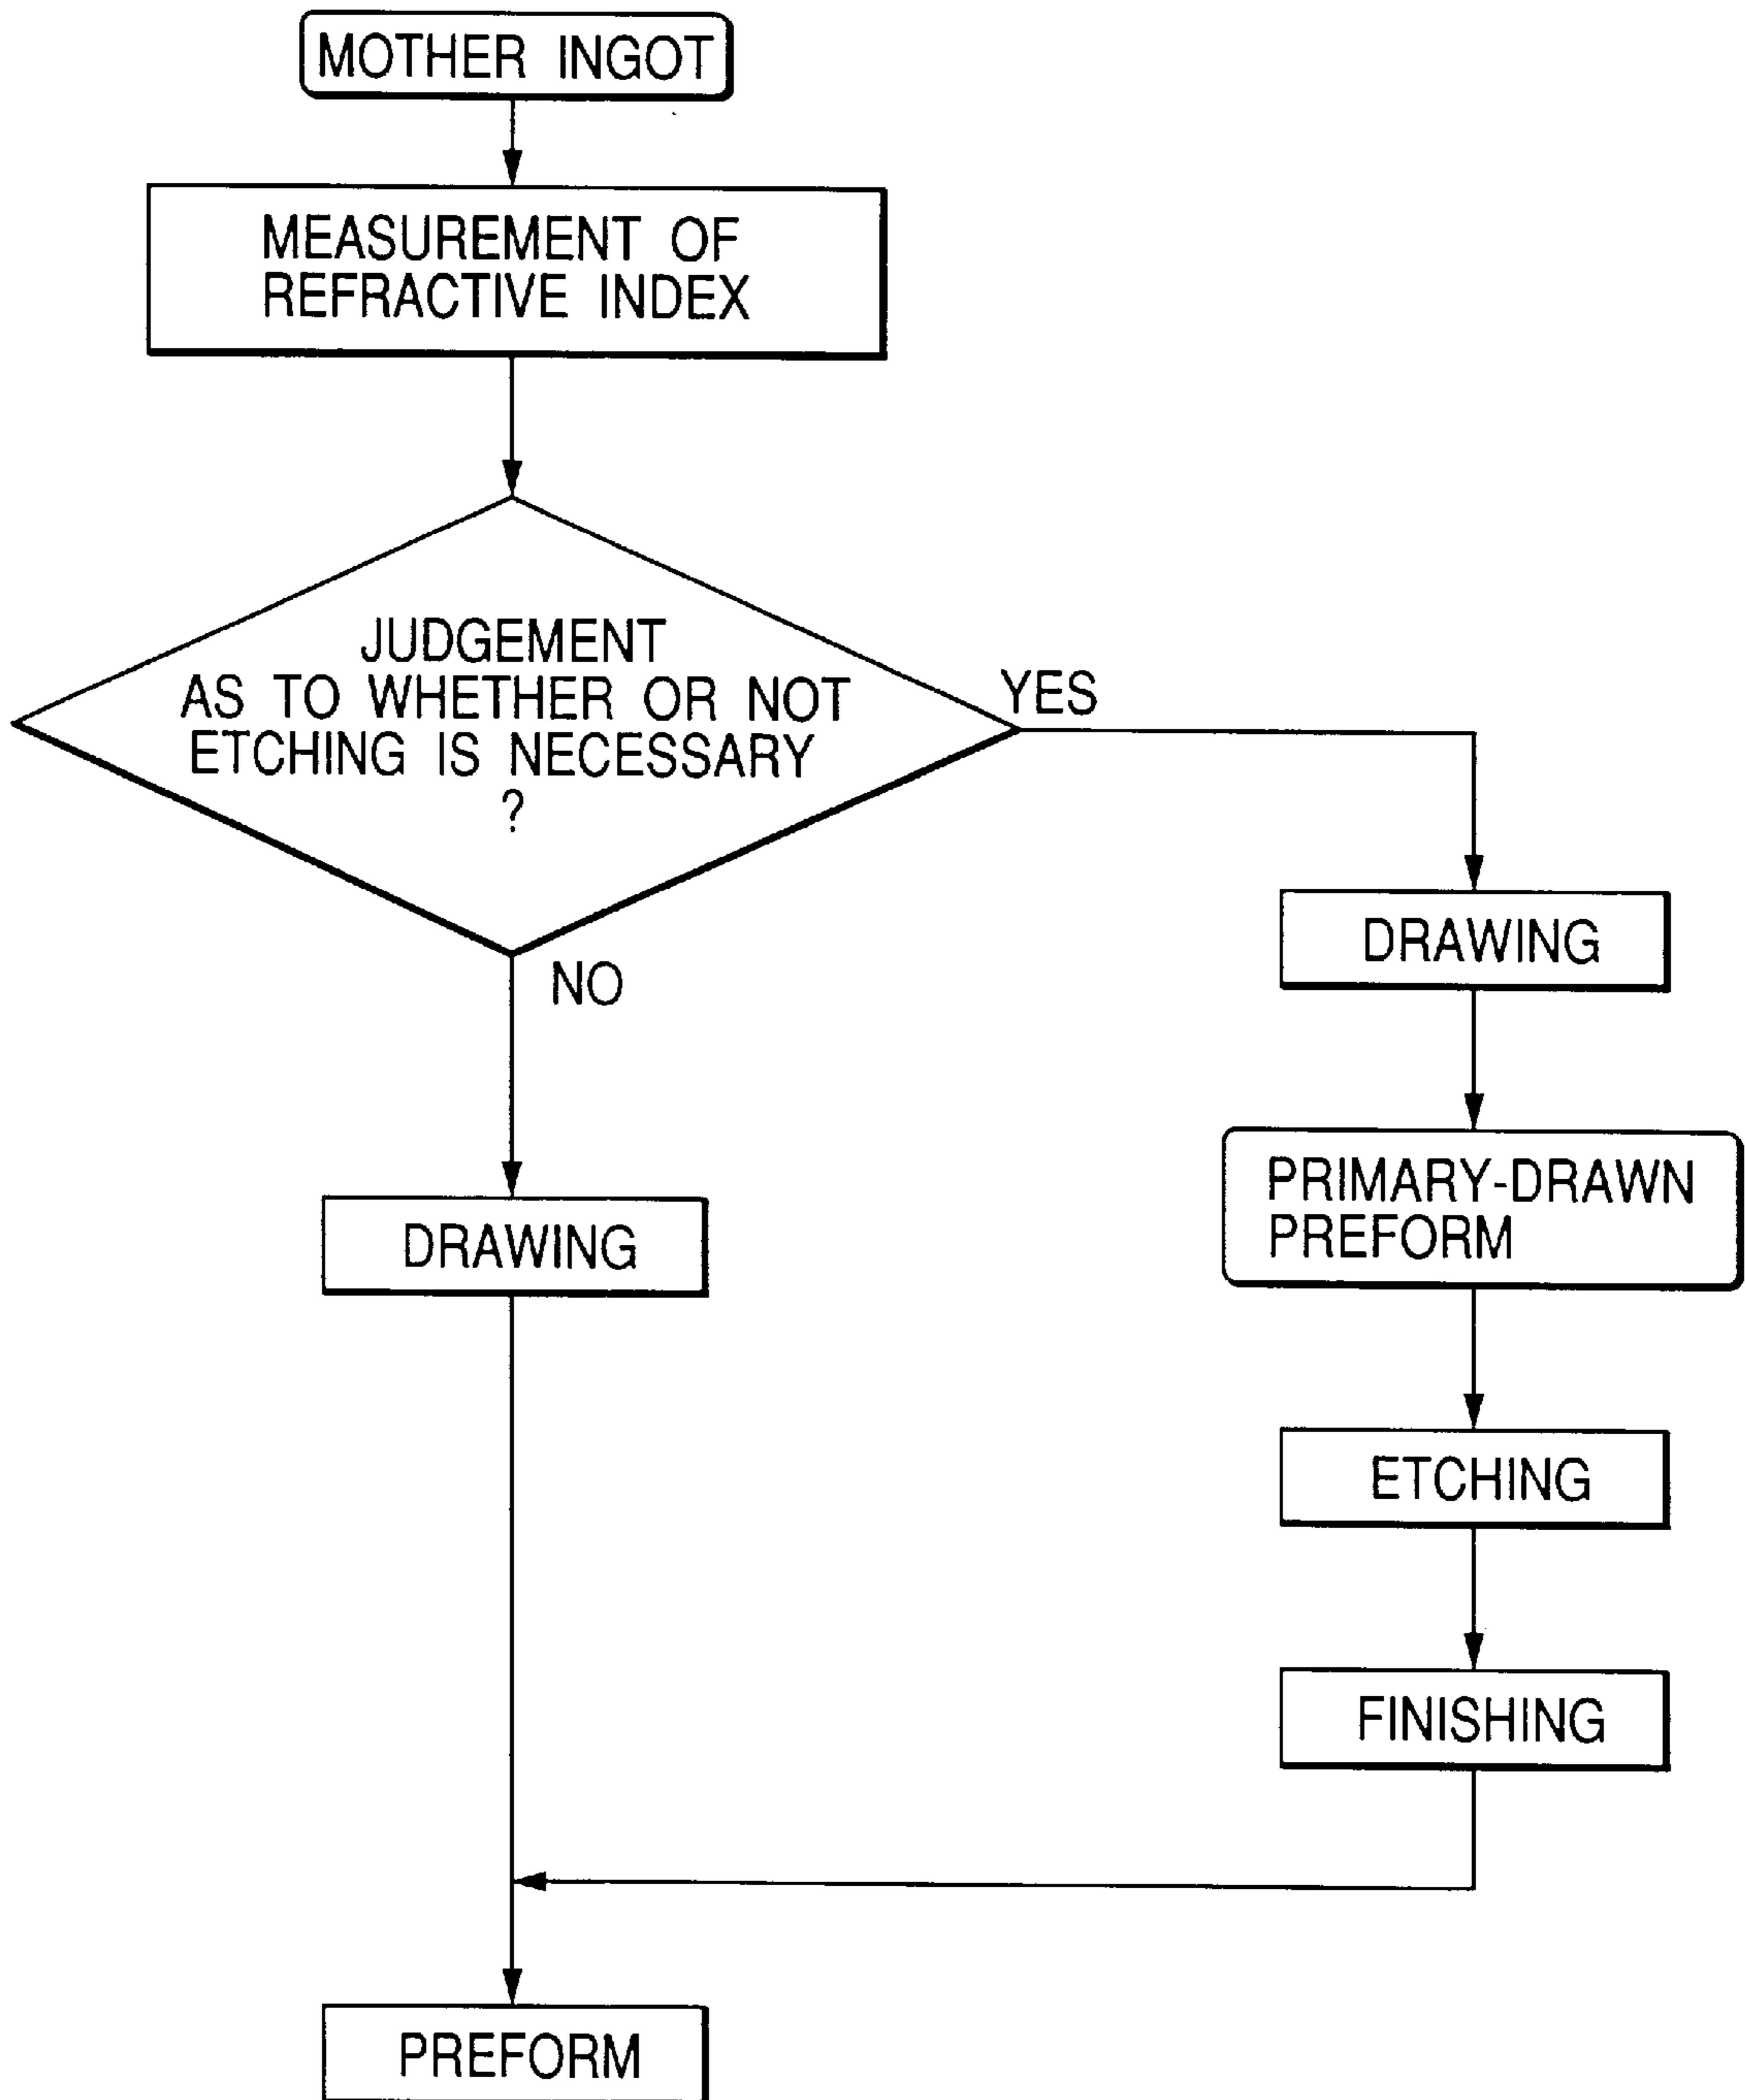 MOTHER INGOT
MEASUREMENT OF
REFRACTIVE INDEX
JUDGEMENT
AS TO WHETHER OR NOT
ETCHING IS NECESSARY
?
YES
NO
DRAWING
PRIMARY-DRAWN
PREFORM
DRAWING
ETCHING
FINISHING
PREFORM